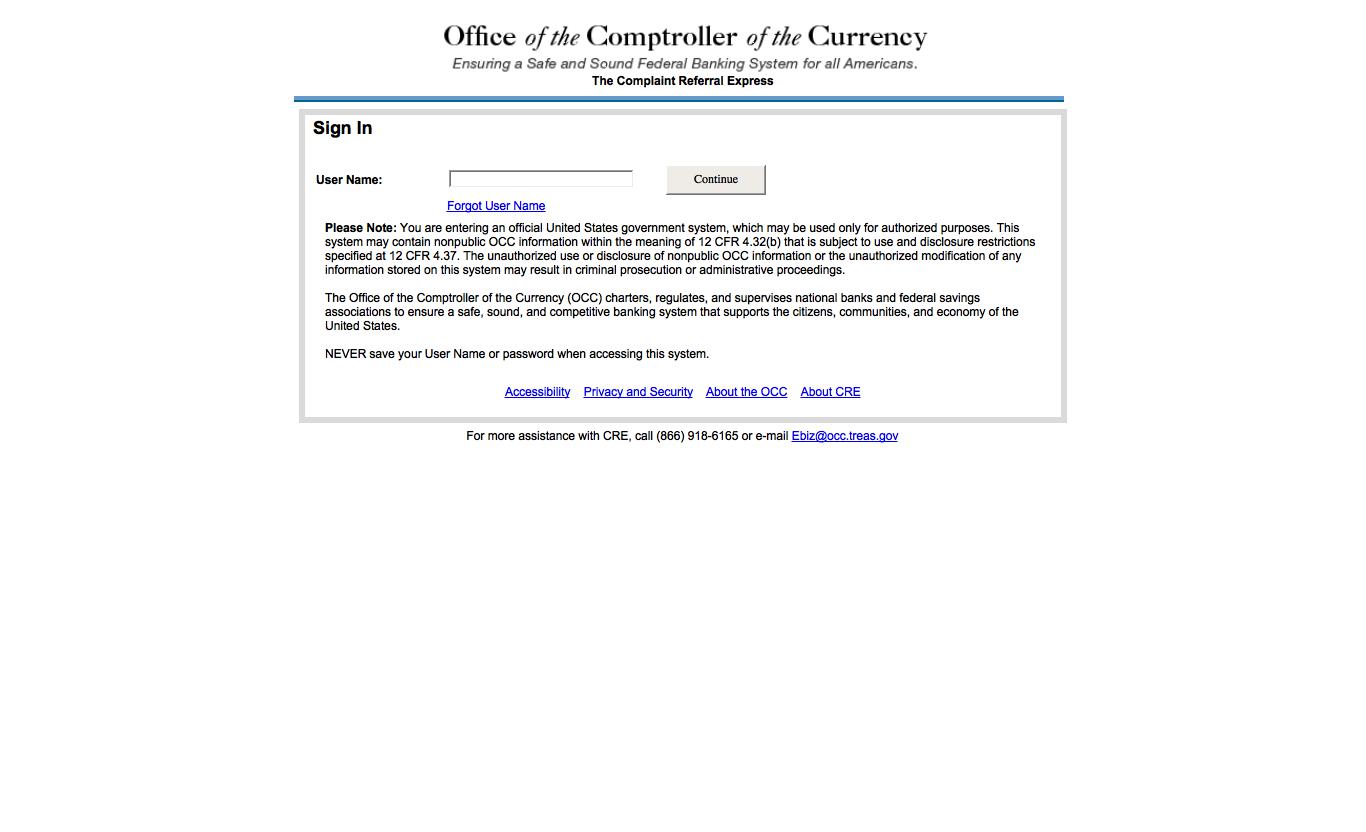 Office of the Comptroller of the Currency
Ensuring a Safe and Sound Federal Banking System for all Americans.
The Complaint Referral Express
Sign In
User Name:
Continue
Forgot User Name
Please Note: You are entering an official United States government system, which may be used only for authorized purposes. This
system may contain nonpublic OCC information within the meaning of 12 CFR 4.32(b) that is subject to use and disclosure restrictions
specified at 12 CFR 4.37. The unauthorized use or disclosure of nonpublic OCC information or the unauthorized modification of any
information stored on this system may result in criminal prosecution or administrative proceedings.
The Office of the Comptroller of the Currency (OCC) charters, regulates, and supervises national banks and federal savings
associations to ensure a safe, sound, and competitive banking system that supports the citizens, communities, and economy of the
United States.
NEVER save your User Name or password when accessing this system.
Accessibility Privacy and Security About the OCC About CRE
For more assistance with CRE, call (866) 918-6165 or e-mail Ebiz@occ.treas.gov